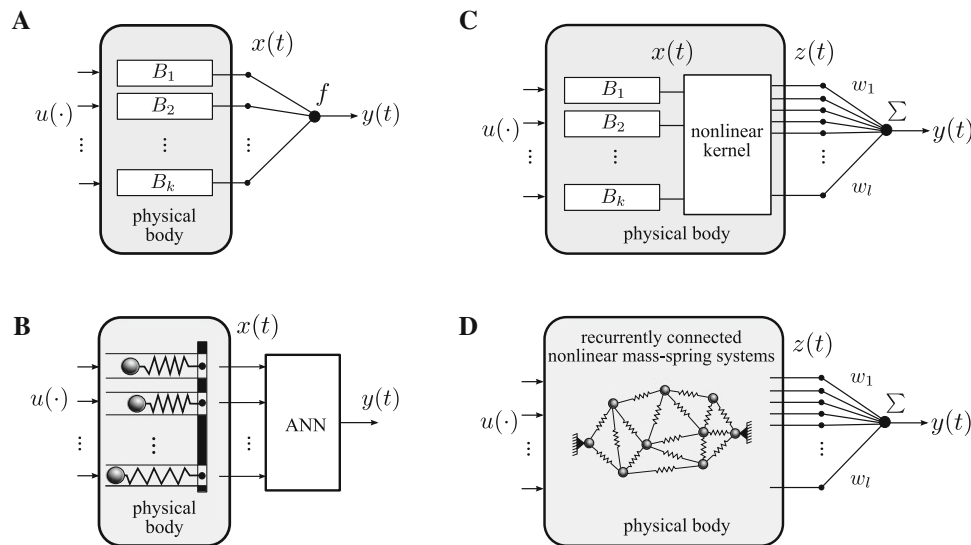 A
x(t)
B₁
B₂
⋮ ⋮ ⋮
Bₖ
u(·)
f
y(t)
physical
body
C
x(t)
z(t)
B₁
B₂
⋮ ⋮ ⋮
Bₖ
u(·)
nonlinear
kernel
w₁
Σ
y(t)
wₗ
physical body
B
x(t)
u(·)
⋮ ⋮ ⋮
ANN
y(t)
physical
body
D
recurrently connected
nonlinear mass-spring systems
z(t)
u(·)
⋮ ⋮
w₁
Σ
y(t)
wₗ
physical body